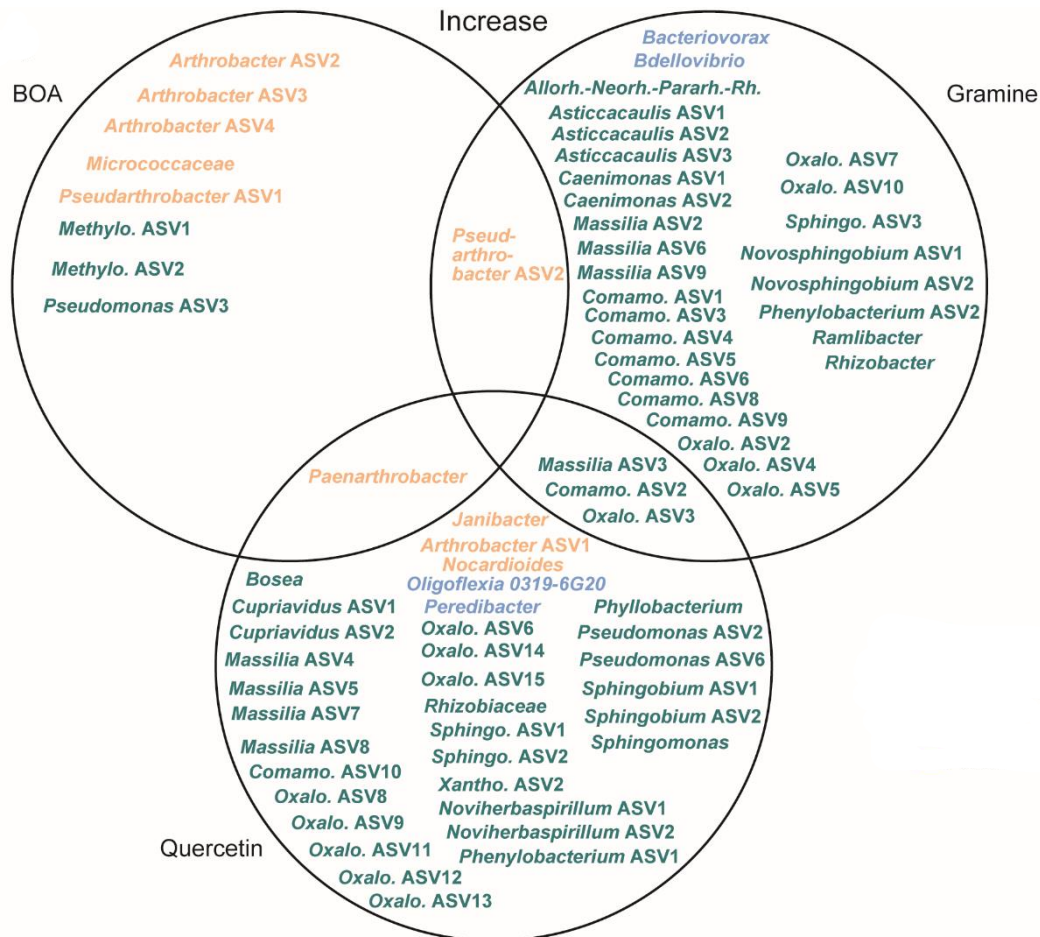 Increase
BOA
Gramine
Quercetin
Arthrobacter ASV2
Arthrobacter ASV3
Arthrobacter ASV4
Micrococcaceae
Pseudarthrobacter ASV1
Methylo. ASV1
Methylo. ASV2
Pseudomonas ASV3
Pseud-
arthro-
bacter ASV2
Bacteriovorax
Bdellovibrio
Allorh.-Neorh.-Pararh.-Rh.
Asticcacaulis ASV1
Asticcacaulis ASV2
Asticcacaulis ASV3
Caenimonas ASV1
Caenimonas ASV2
Massilia ASV2
Massilia ASV6
Massilia ASV9
Comamo. ASV1
Comamo. ASV3
Comamo. ASV4
Comamo. ASV5
Comamo. ASV6
Comamo. ASV8
Comamo. ASV9
Oxalo. ASV2
Oxalo. ASV4
Oxalo. ASV5
Oxalo. ASV7
Oxalo. ASV10
Sphingo. ASV3
Novosphingobium ASV1
Novosphingobium ASV2
Phenylobacterium ASV2
Ramlibacter
Rhizobacter
Paenarthrobacter
Massilia ASV3
Comamo. ASV2
Oxalo. ASV3
Janibacter
Arthrobacter ASV1
Nocardioides
Oligoflexia 0319-6G20
Peredibacter
Bosea
Cupriavidus ASV1
Cupriavidus ASV2
Massilia ASV4
Massilia ASV5
Massilia ASV7
Massilia ASV8
Comamo. ASV10
Oxalo. ASV8
Oxalo. ASV9
Oxalo. ASV11
Oxalo. ASV12
Oxalo. ASV13
Oxalo. ASV6
Oxalo. ASV14
Oxalo. ASV15
Rhizobiaceae
Sphingo. ASV1
Sphingo. ASV2
Xantho. ASV2
Noviherbaspirillum ASV1
Noviherbaspirillum ASV2
Phenylobacterium ASV1
Phyllobacterium
Pseudomonas ASV2
Pseudomonas ASV6
Sphingobium ASV1
Sphingobium ASV2
Sphingomonas